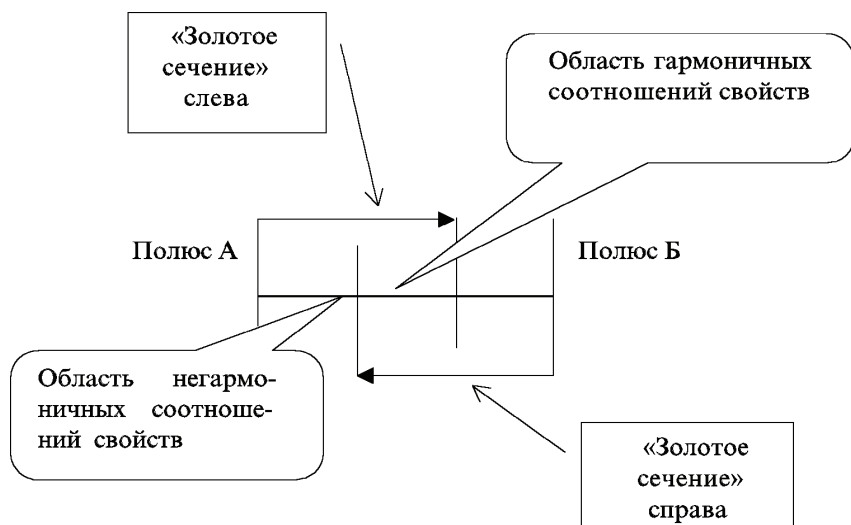 «Золотое
сечение»
слева
Область гармоничных
соотношений свойств
Полюс А
Полюс Б
Область негармо-
ничных соотноше-
ний свойств
«Золотое
сечение»
справа